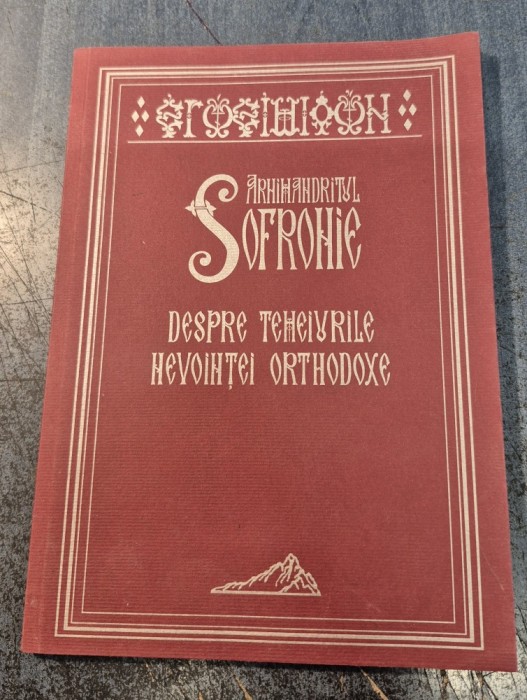 ARHIMANDRITUL
SOFRONIE
DESPRE TEMEIURILE
NEVOINȚEI ORTHODOXE